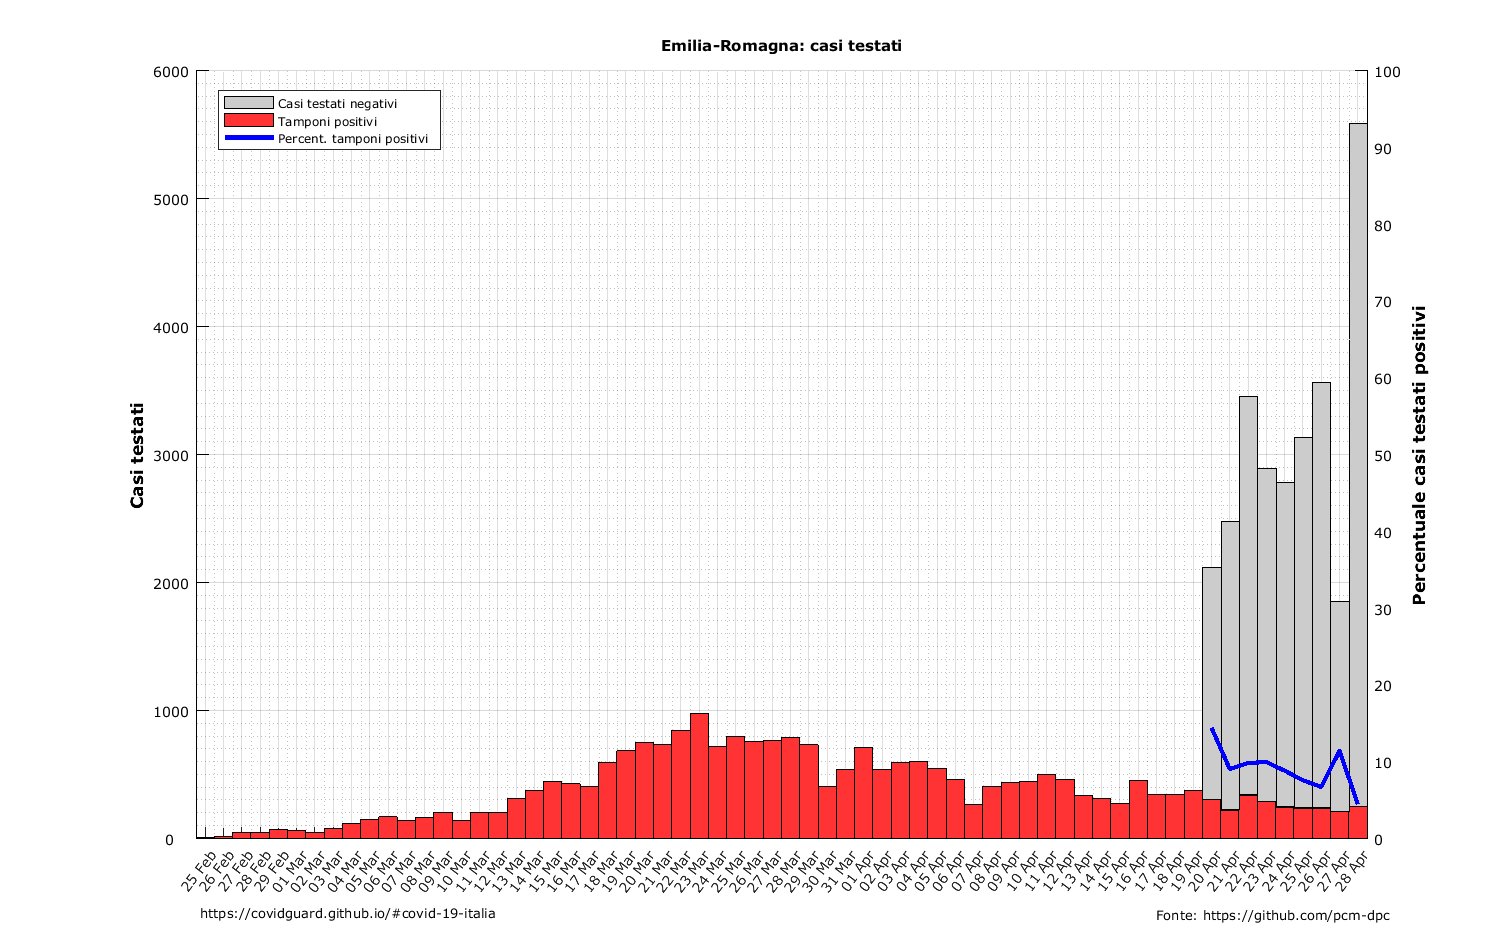 Emilia-Romagna: casi testati
6000
5000
4000
3000
2000
1000
0
Casi testati
Casi testati negativi
Tamponi positivi
Percent. tamponi positivi
100
90
80
70
60
50
40
30
20
10
0
Percentuale casi testati positivi
25 Feb
26 Feb
27 Feb
28 Feb
29 Feb
01 Mar
02 Mar
03 Mar
04 Mar
05 Mar
06 Mar
07 Mar
08 Mar
09 Mar
10 Mar
11 Mar
12 Mar
13 Mar
14 Mar
15 Mar
16 Mar
17 Mar
18 Mar
19 Mar
20 Mar
21 Mar
22 Mar
23 Mar
24 Mar
25 Mar
26 Mar
27 Mar
28 Mar
29 Mar
30 Mar
31 Mar
01 Apr
02 Apr
03 Apr
04 Apr
05 Apr
06 Apr
07 Apr
08 Apr
09 Apr
10 Apr
11 Apr
12 Apr
13 Apr
14 Apr
15 Apr
16 Apr
17 Apr
18 Apr
19 Apr
20 Apr
21 Apr
22 Apr
23 Apr
24 Apr
25 Apr
26 Apr
27 Apr
28 Apr
https://covidguard.github.io/#covid-19-italia
Fonte: https://github.com/pcm-dpc